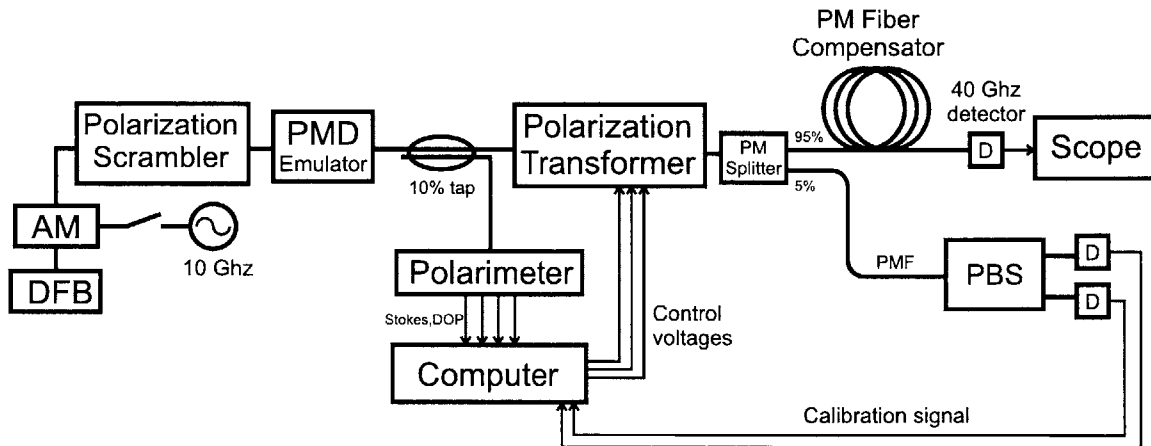 PM Fiber
Compensator
40 Ghz
detector
Polarization
Scrambler
PMD
Emulator
10% tap
Polarization
Transformer
PM
Splitter
95%
5%
D
Scope
AM
10 Ghz
DFB
Polarimeter
Stokes,DOP
Control
voltages
PMF
PBS
D
D
Computer
Calibration signal